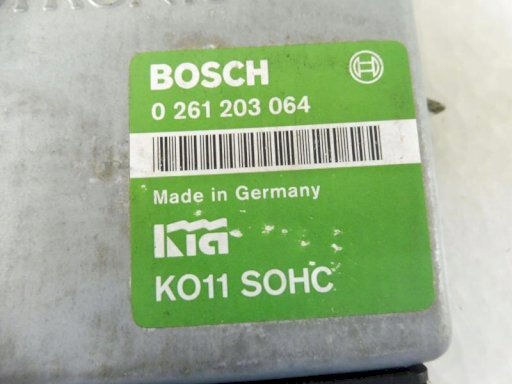 BOSCH
0 261 203 064
Made in Germany
Kia
KO11 SOHC